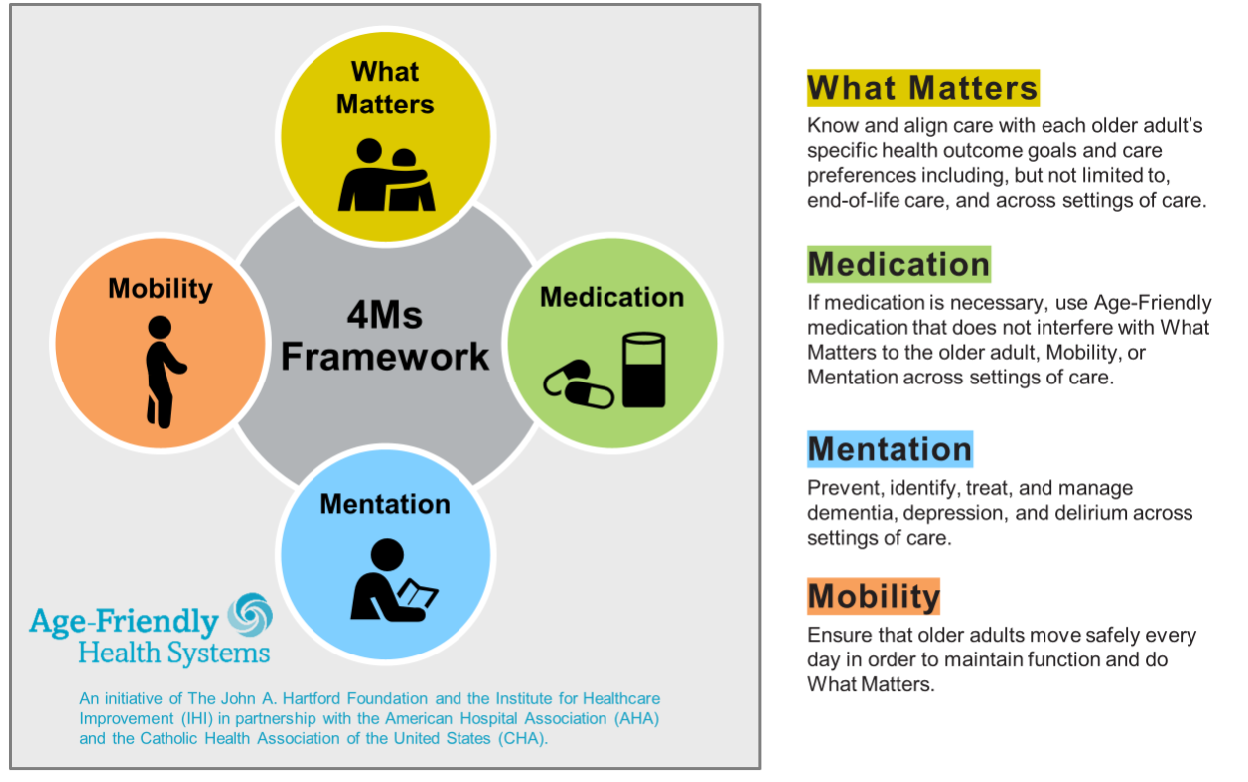 What
Matters
Mobility
4Ms
Framework
Medication
Mentation
Age-Friendly
Health Systems
An initiative of The John A. Hartford Foundation and the Institute for Healthcare
Improvement (IHI) in partnership with the American Hospital Association (AHA)
and the Catholic Health Association of the United States (CHA).
What Matters
Know and align care with each older adult's
specific health outcome goals and care
preferences including, but not limited to,
end-of-life care, and across settings of care.
Medication
If medication is necessary, use Age-Friendly
medication that does not interfere with What
Matters to the older adult, Mobility, or
Mentation across settings of care.
Mentation
Prevent, identify, treat, and manage
dementia, depression, and delirium across
settings of care.
Mobility
Ensure that older adults move safely every
day in order to maintain function and do
What Matters.